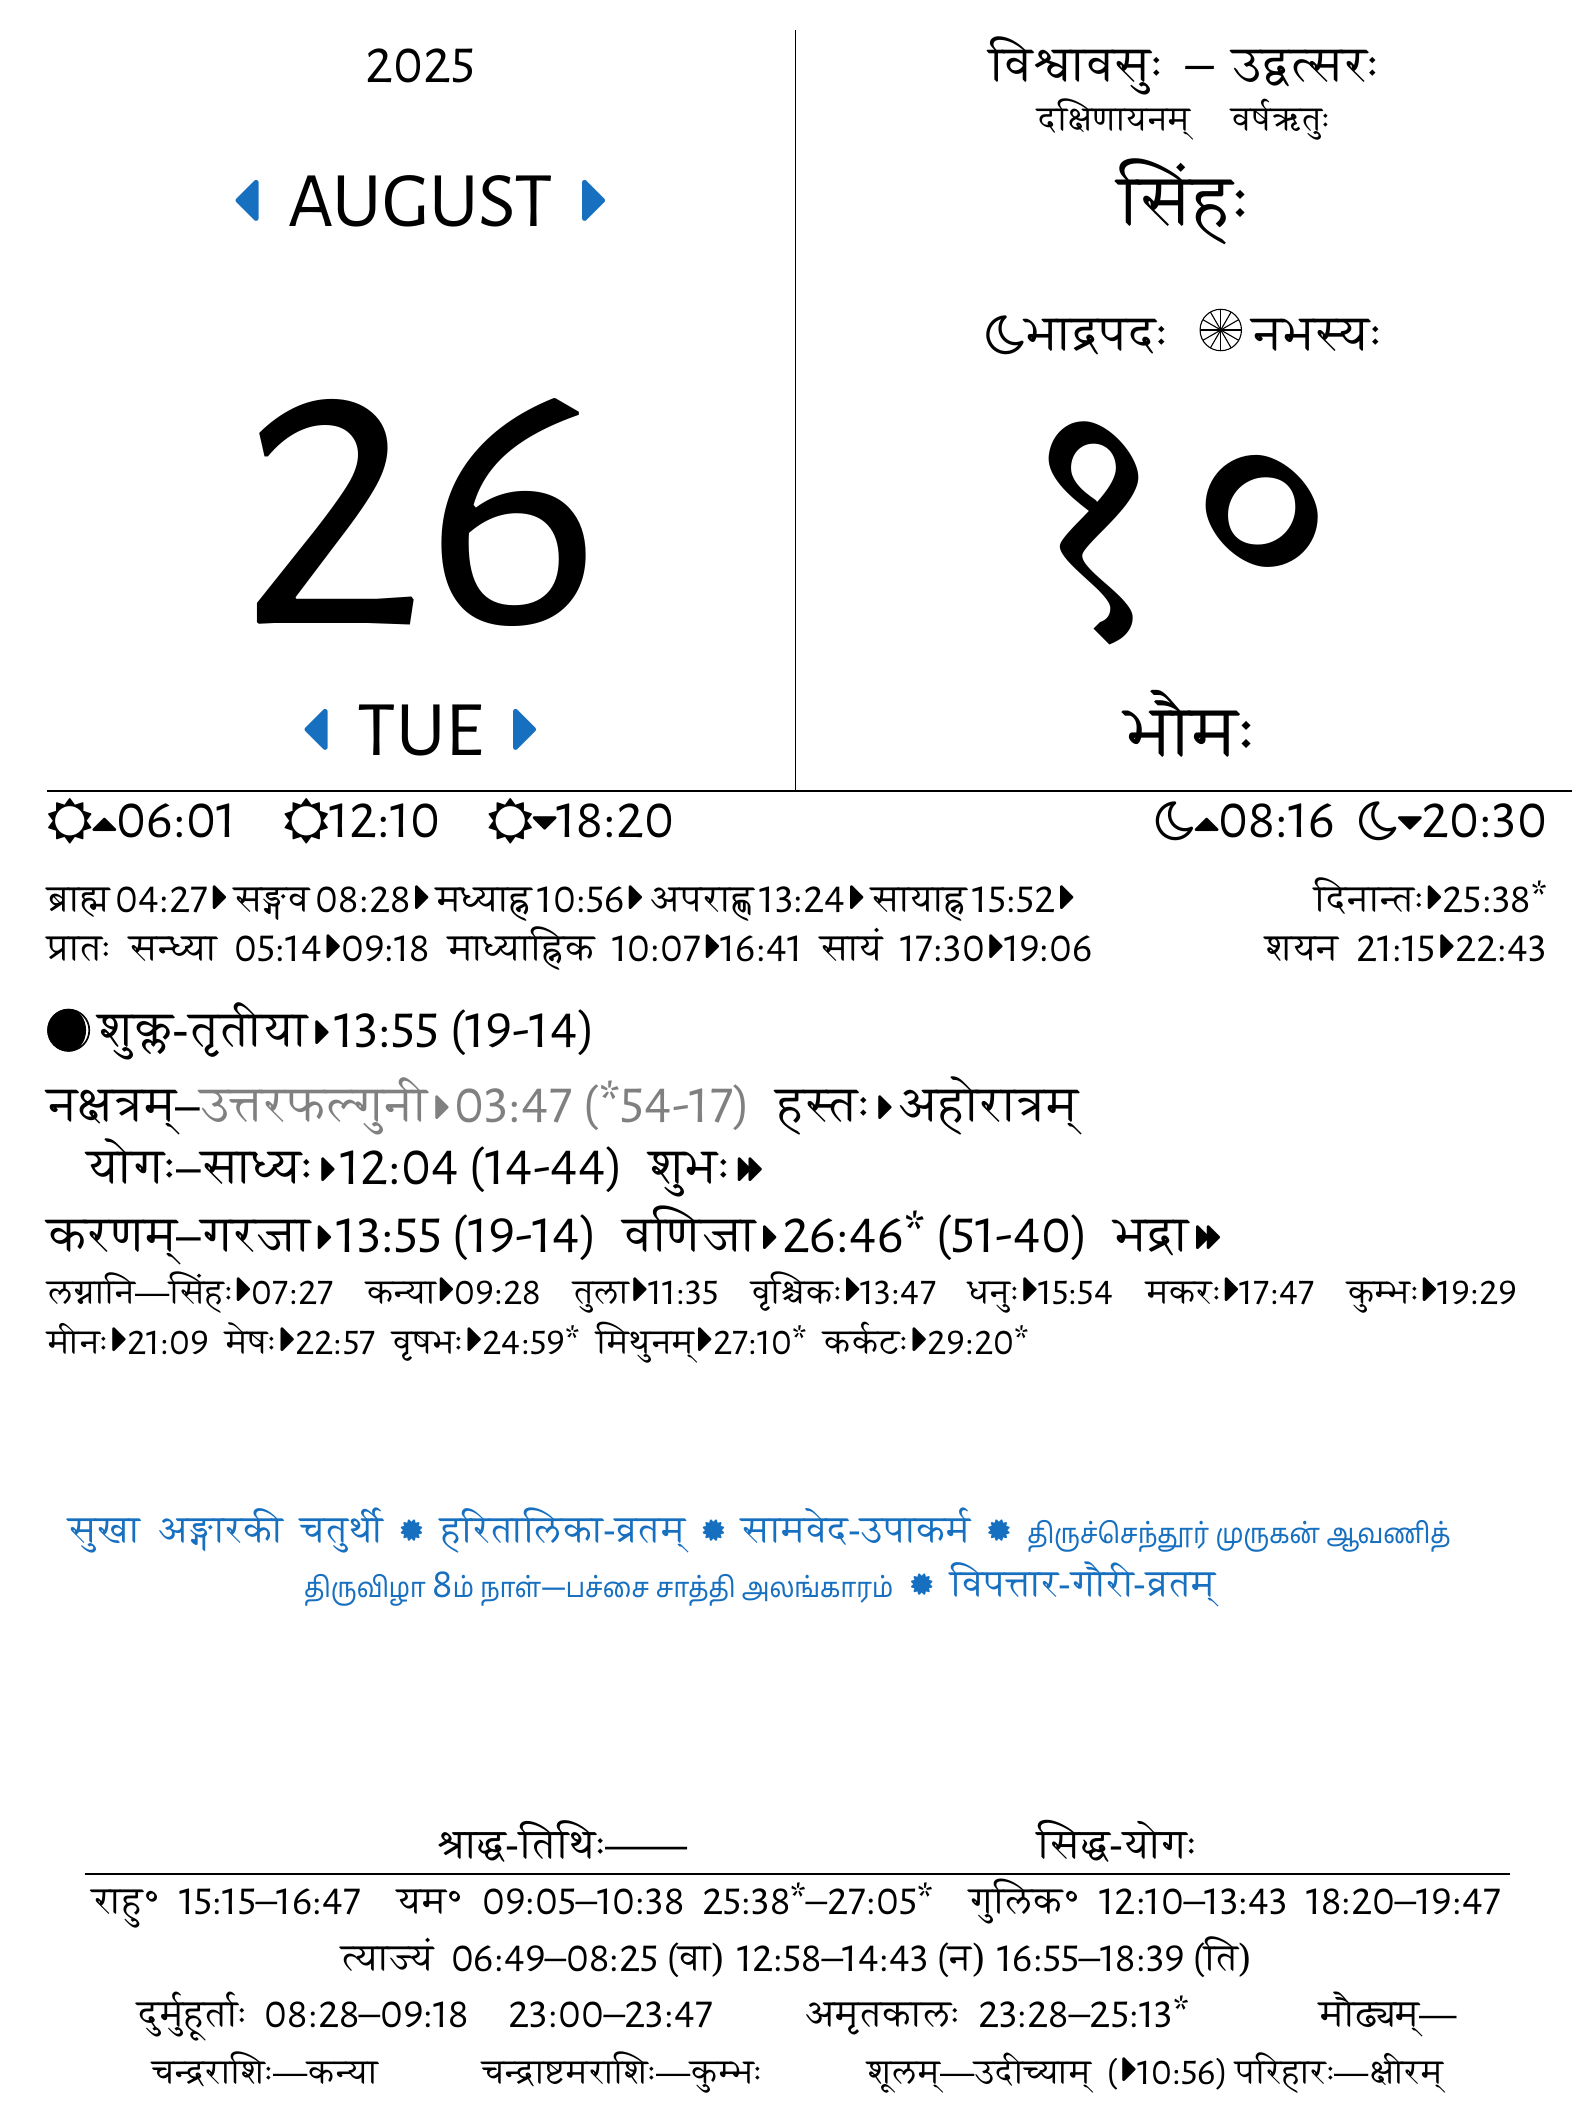 2025
AUGUST
26
TUE
विश्वावसुः – उद्वत्सरः
दक्षिणायनम् वर्षऋतुः
सिंहः
भाद्रपदः नभस्यः
१०
भौमः
06:01 12:10 18:20 08:16 20:30
ब्राह्म 04:27 सङ्गव 08:28 मध्याह्न 10:56 अपराह्ण 13:24 सायाह्न 15:52 दिनान्तः 25:38*
प्रातः सन्ध्या 05:14 09:18 माध्याह्निक 10:07 16:41 सायं 17:30 19:06 शयन 21:15 22:43
शुक्ल-तृतीया 13:55 (19-14)
नक्षत्रम्–उत्तरफल्गुनी 03:47 (*54-17) हस्तः अहोरात्रम्
योगः–साध्यः 12:04 (14-44) शुभः
करणम्–गरजा 13:55 (19-14) वणिजा 26:46* (51-40) भद्रा
लग्नानि—सिंहः 07:27 कन्या 09:28 तुला 11:35 वृश्चिकः 13:47 धनुः 15:54 मकरः 17:47 कुम्भः 19:29
मीनः 21:09 मेषः 22:57 वृषभः 24:59* मिथुनम् 27:10* कर्कटः 29:20*
सुखा अङ्गारकी चतुर्थी ✹ हरितालिका-व्रतम् ✹ सामवेद-उपाकर्म ✹ திருச்செந்தூர் முருகன் ஆவணித்
திருவிழா 8ம் நாள்—பச்சை சாத்தி அலங்காரம் ✹ विपत्तार-गौरी-व्रतम्
श्राद्ध-तिथिः—— सिद्ध-योगः
राहु॰ 15:15–16:47 यम॰ 09:05–10:38 25:38*–27:05* गुलिक॰ 12:10–13:43 18:20–19:47
त्याज्यं 06:49–08:25 (वा) 12:58–14:43 (न) 16:55–18:39 (ति)
दुर्मुहूर्ताः 08:28–09:18 23:00–23:47 अमृतकालः 23:28–25:13* मौढ्यम्—
चन्द्रराशिः—कन्या चन्द्राष्टमराशिः—कुम्भः शूलम्—उदीच्याम् (10:56) परिहारः—क्षीरम्